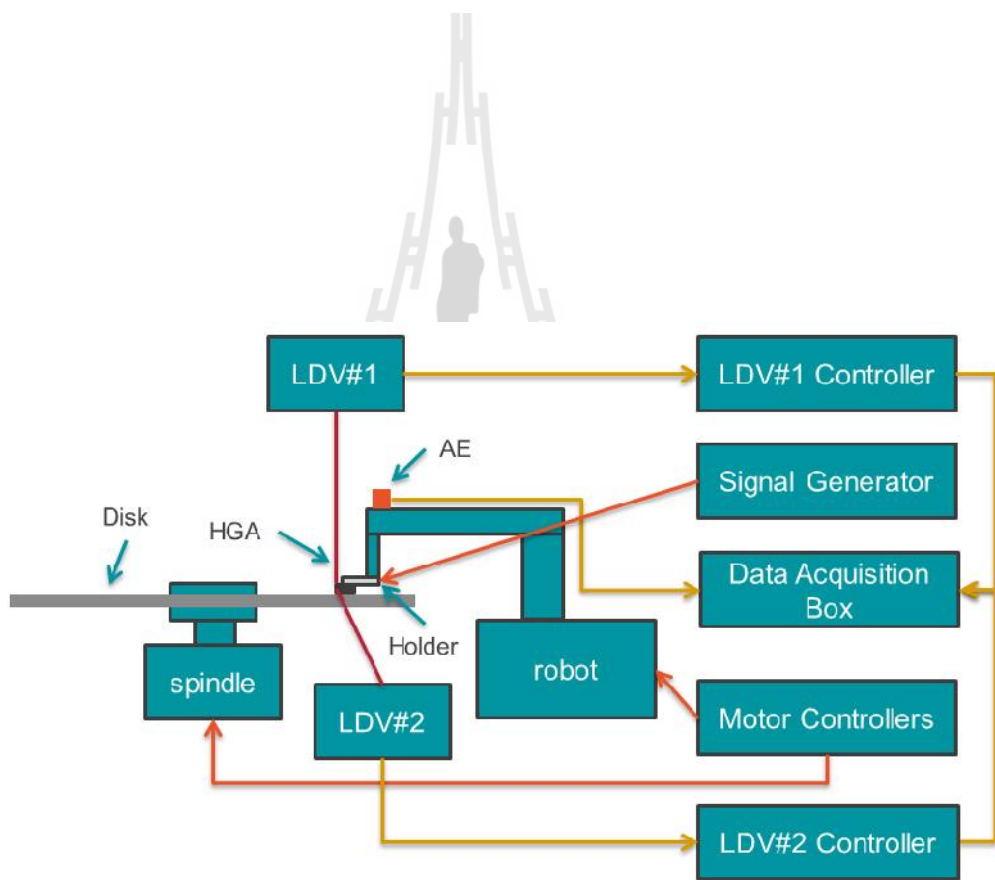 LDV#1
LDV#1 Controller
AE
Signal Generator
Disk
HGA
Data Acquisition
Box
Holder
spindle
robot
LDV#2
Motor Controllers
LDV#2 Controller